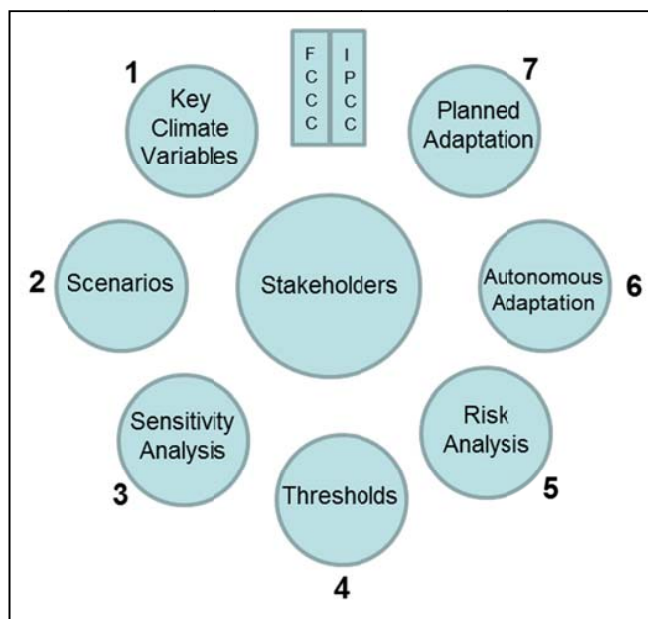 F
C
C
C
I
P
C
C
1
Key
Climate
Variables
7
Planned
Adaptation
2
Scenarios
Stakeholders
Autonomous
Adaptation
6
Sensitivity
Analysis
3
Risk
Analysis
5
Thresholds
4